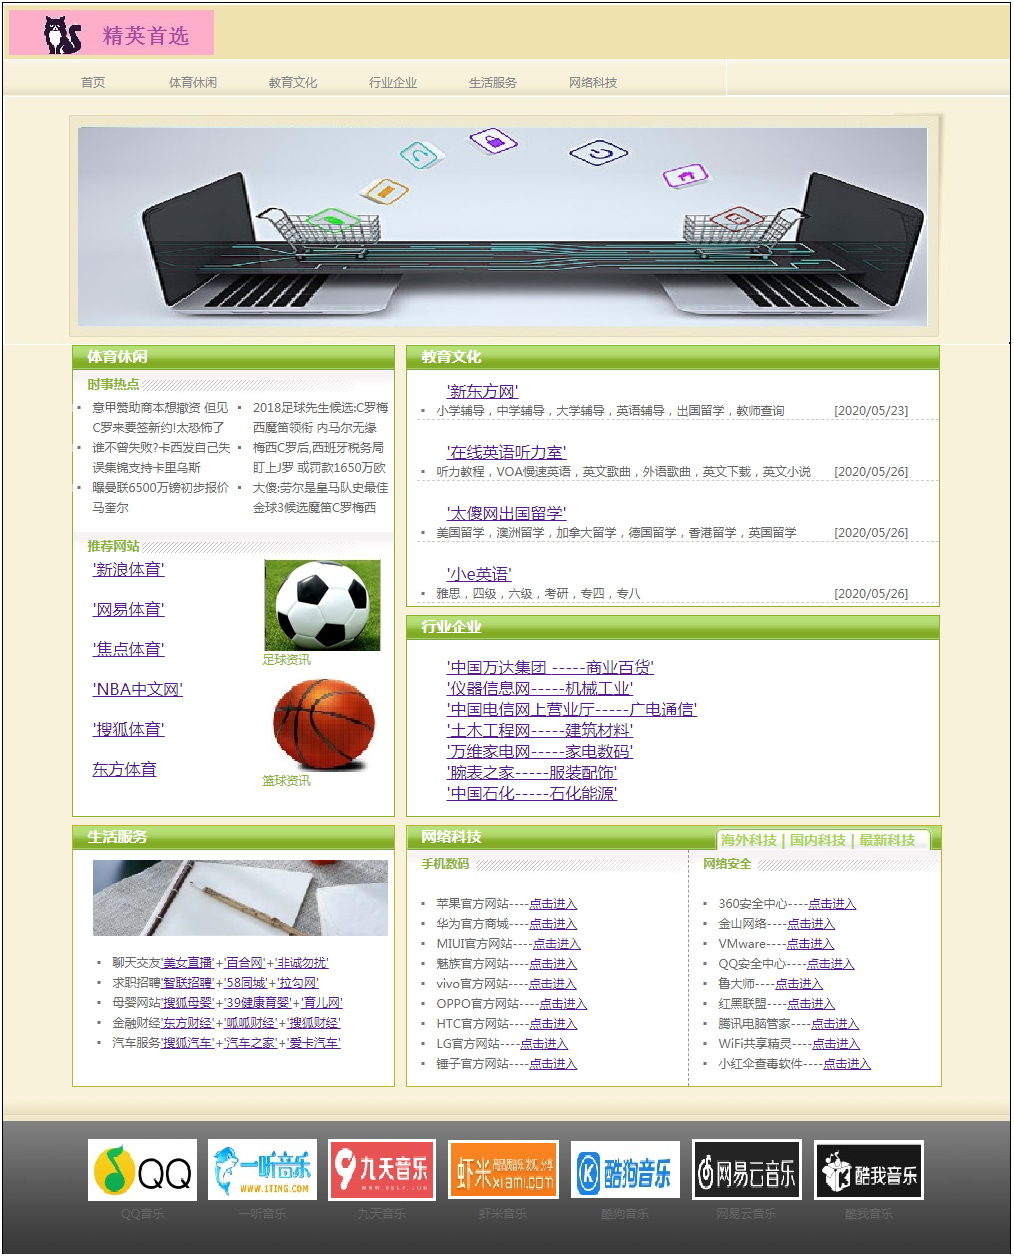 精英首选
首页 体育休闲 教育文化 行业企业 生活服务 网络科技
体育休闲
时事热点
意甲赞助商本想撤资 但见
C罗来要签新约!太恐怖了
谁不曾失败?卡西发自己失
误集锦支持卡里乌斯
曝曼联6500万镑初步报价
马奎尔
2018足球先生候选:C罗梅
西魔笛领衔 内马尔无缘
梅西C罗后,西班牙税务局
盯上J罗 或罚款1650万欧
大傻:劳尔是皇马队史最佳
金球3候选魔笛C罗梅西
推荐网站
'新浪体育'
'网易体育'
'焦点体育'
'NBA中文网'
'搜狐体育'
东方体育
足球资讯
篮球资讯
教育文化
'新东方网'
小学辅导，中学辅导，大学辅导，英语辅导，出国留学，教师查询 [2020/05/23]
'在线英语听力室'
听力教程，VOA慢速英语，英文歌曲，外语歌曲，英文下载，英文小说 [2020/05/26]
'太傻网出国留学'
美国留学，澳洲留学，加拿大留学，德国留学，香港留学，英国留学 [2020/05/26]
'小e英语'
雅思，四级，六级，考研，专四，专八 [2020/05/26]
行业企业
'中国万达集团 -----商业百货'
'仪器信息网-----机械工业'
'中国电信网上营业厅-----广电通信'
'土木工程网-----建筑材料'
'万维家电网-----家电数码'
'腕表之家-----服装配饰'
'中国石化-----石化能源'
生活服务
聊天交友'美女直播'+'百合网'+'非诚勿扰'
求职招聘'智联招聘'+'58同城'+'拉勾网'
母婴网站'搜狐母婴'+'39健康育婴'+'育儿网'
金融财经'东方财经'+'呱呱财经'+'搜狐财经'
汽车服务'搜狐汽车'+'汽车之家'+'爱卡汽车'
网络科技
海外科技 | 国内科技 | 最新科技
手机数码
苹果官方网站----点击进入
华为官方商城----点击进入
MIUI官方网站----点击进入
魅族官方网站----点击进入
vivo官方网站----点击进入
OPPO官方网站----点击进入
HTC官方网站----点击进入
LG官方网站----点击进入
锤子官方网站----点击进入
网络安全
360安全中心----点击进入
金山网络----点击进入
VMware----点击进入
QQ安全中心----点击进入
鲁大师----点击进入
红黑联盟----点击进入
腾讯电脑管家----点击进入
WiFi共享精灵----点击进入
小红伞查毒软件----点击进入
QQ
一听音乐
WWW.1TING.COM
九天音乐
虾米
xiami.com
酷狗音乐
网易云音乐
酷我音乐
QQ音乐 一听音乐 九天音乐 虾米音乐 酷狗音乐 网易云音乐 酷我音乐